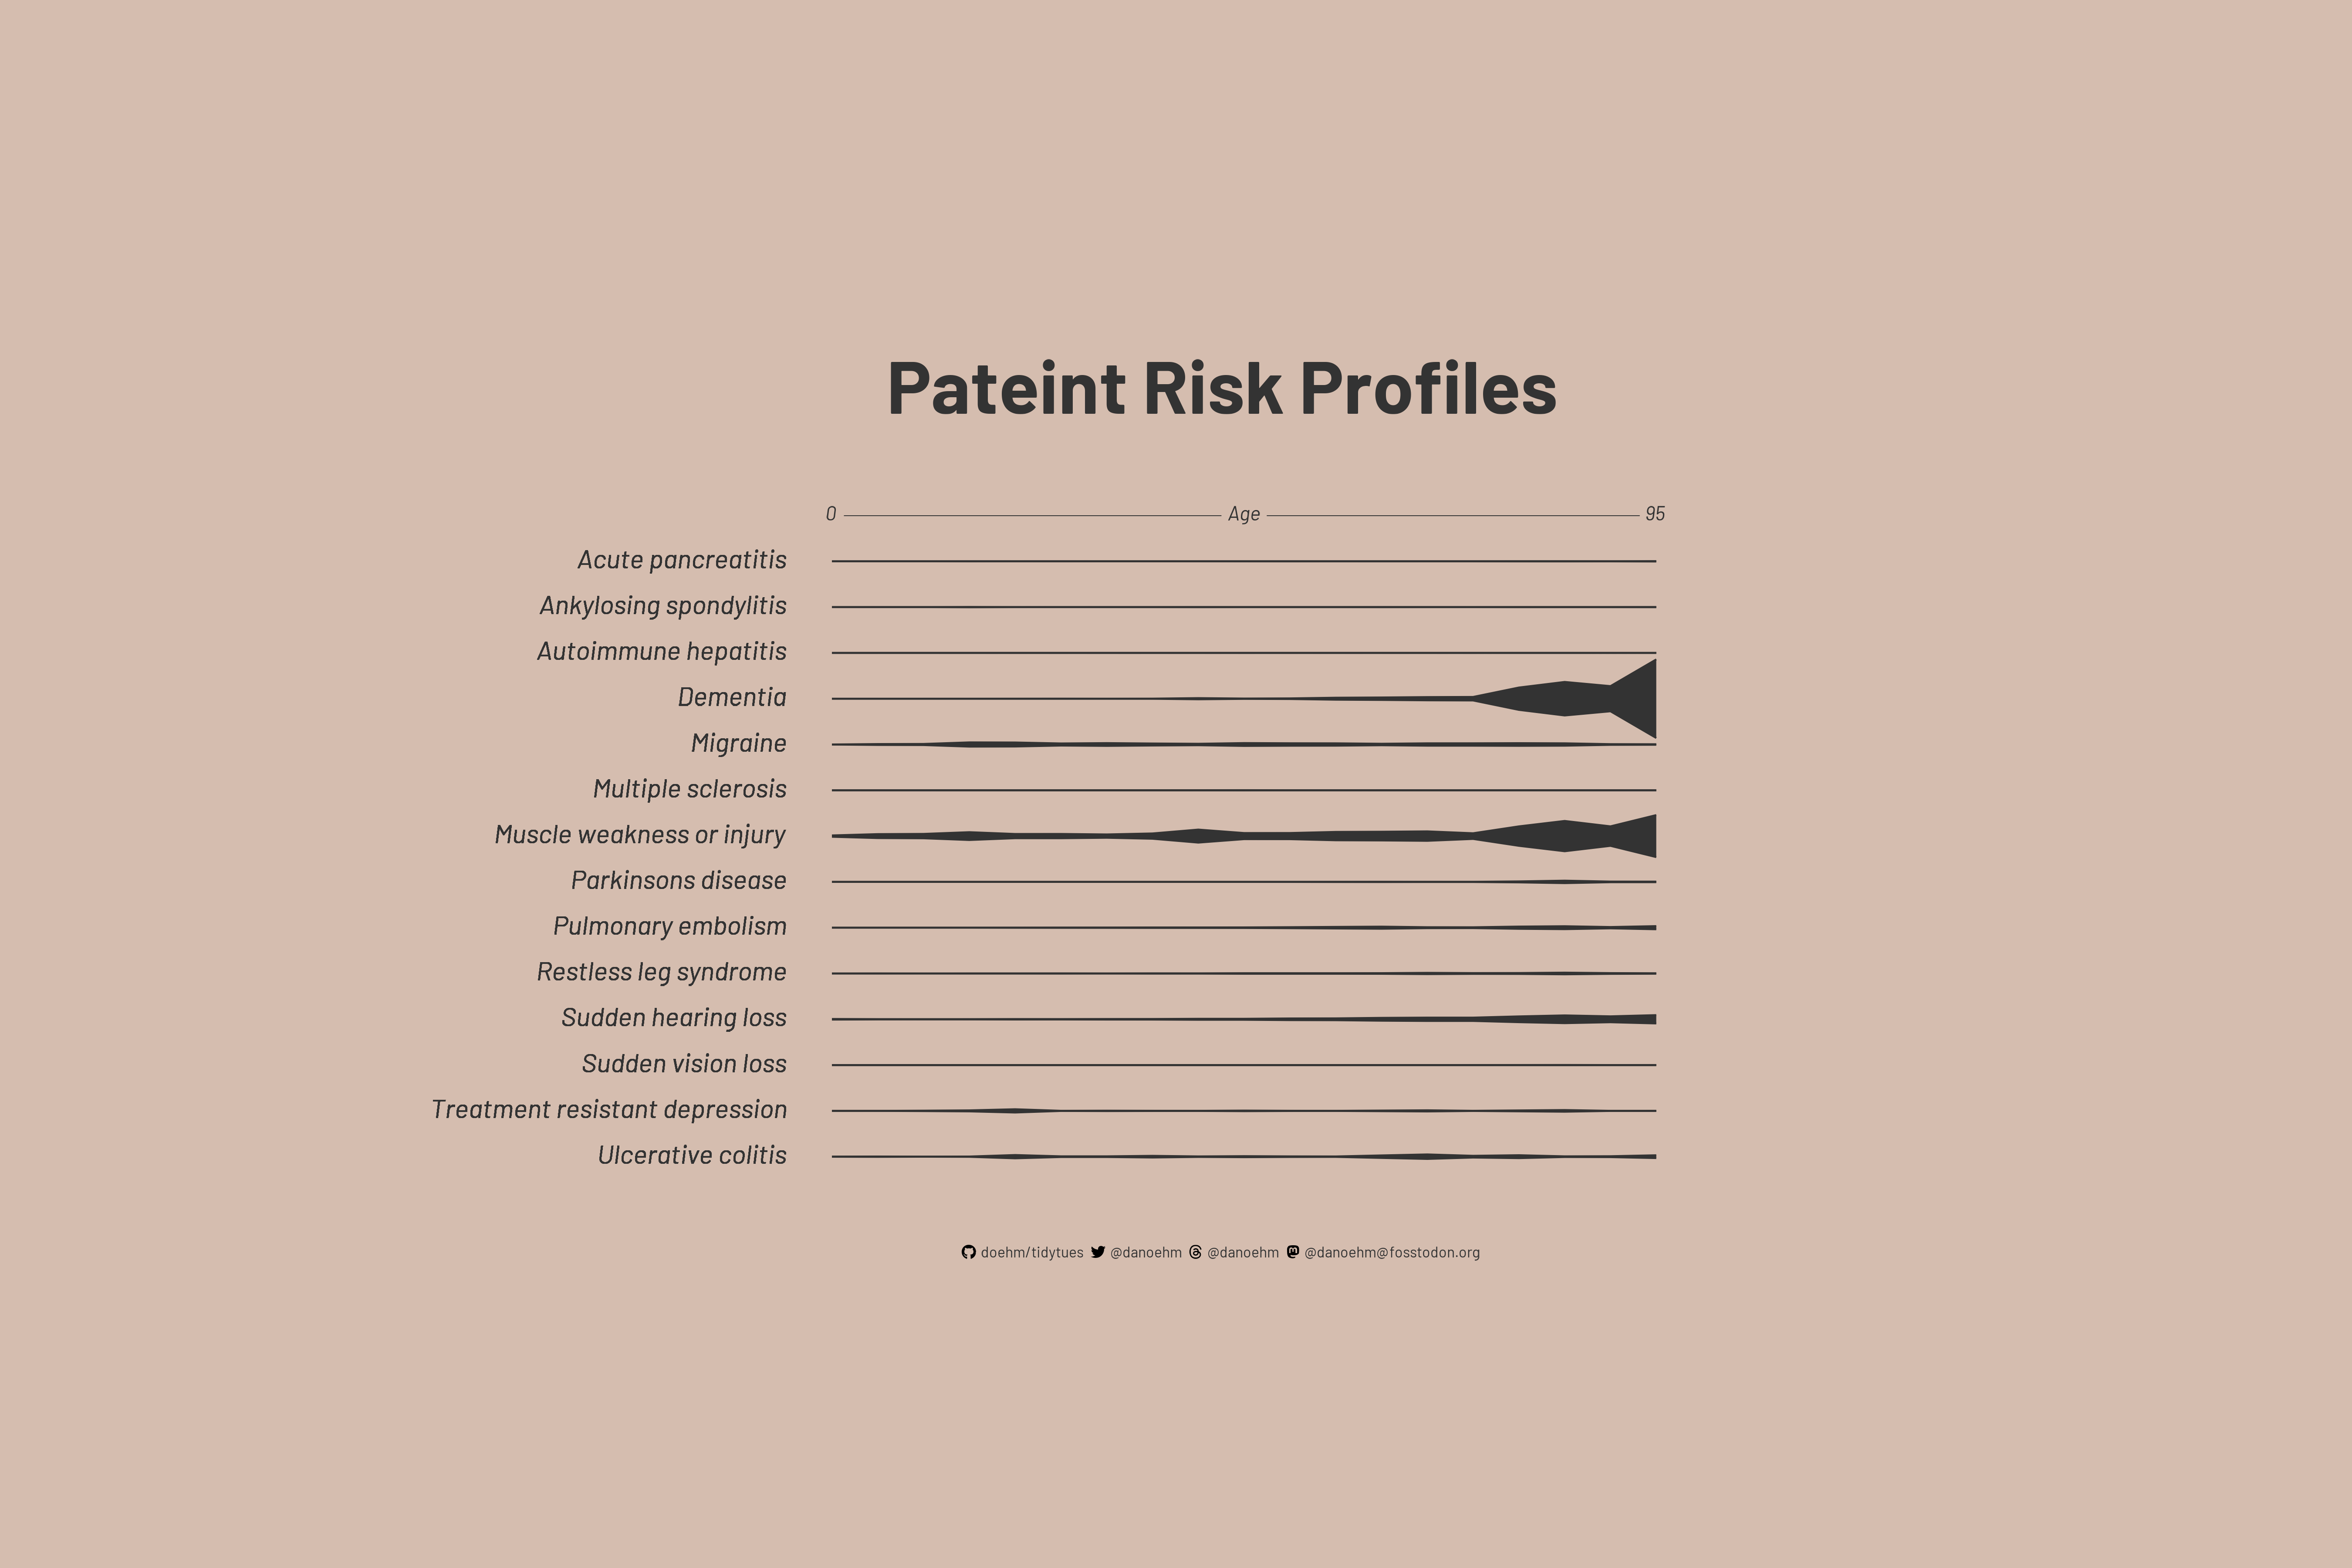 Pateint Risk Profiles
0 Age 95
Acute pancreatitis
Ankylosing spondylitis
Autoimmune hepatitis
Dementia
Migraine
Multiple sclerosis
Muscle weakness or injury
Parkinsons disease
Pulmonary embolism
Restless leg syndrome
Sudden hearing loss
Sudden vision loss
Treatment resistant depression
Ulcerative colitis
doehm/tidytues @danoehm @danoehm @danoehm@fosstodon.org